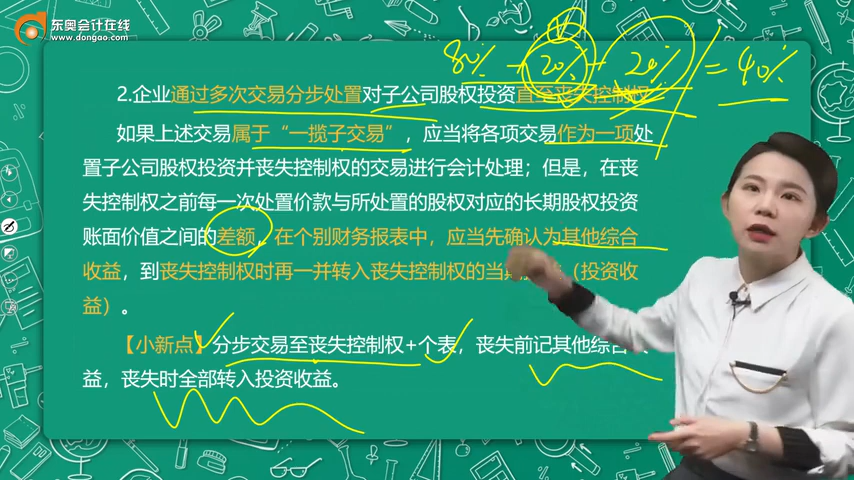 东奥会计在线
www.dongao.com
80% - 20% - 20% = 40%
2.企业通过多次交易分步处置对子公司股权投资直至丧失控制权
如果上述交易属于“一揽子交易”，应当将各项交易作为一项处
置子公司股权投资并丧失控制权的交易进行会计处理；但是，在丧
失控制权之前每一次处置价款与所处置的股权对应的长期股权投资
账面价值之间的差额，在个别财务报表中，应当先确认为其他综合
收益，到丧失控制权时再一并转入丧失控制权的当期（投资收
益）。
【小新点】分步交易至丧失控制权+个表，丧失前记其他综合
益，丧失时全部转入投资收益。